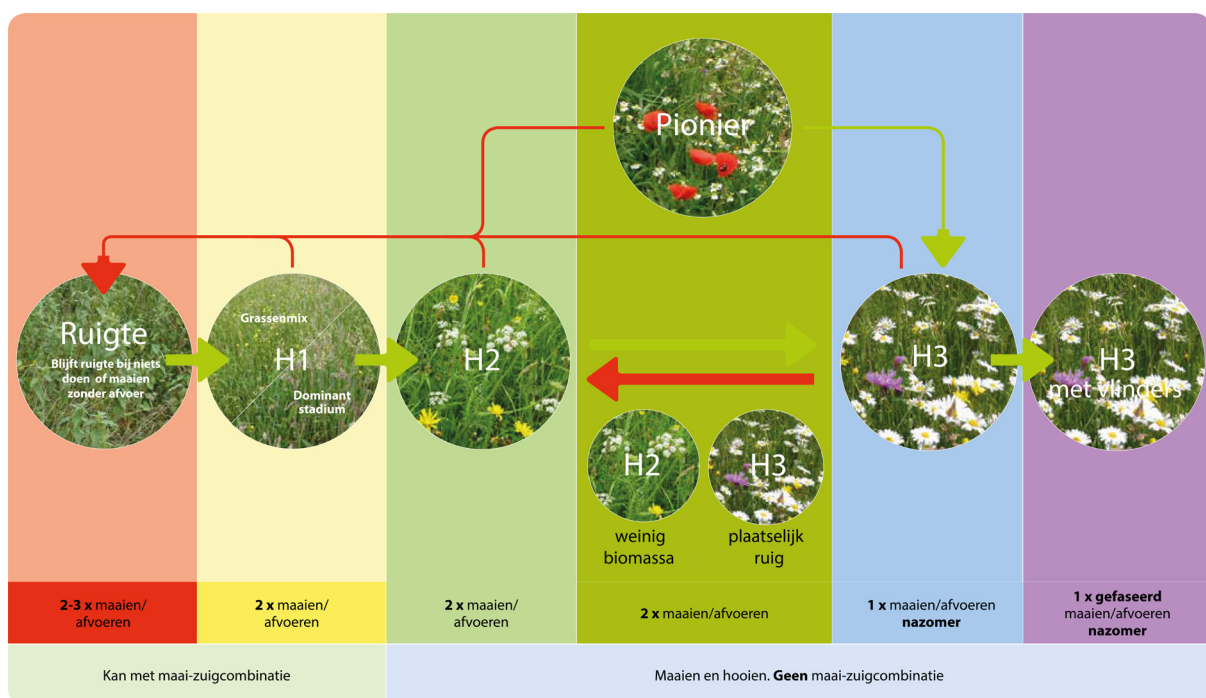 Pionier
Ruigte
Blijft ruigte bij niets
doen of maaien
zonder afvoer
Grassenmix
H1
Dominant
stadium
H2
H3
H3
met vlinders
H2
weinig
biomassa
H3
plaatselijk
ruig
2-3 x maaien/
afvoeren
2 x maaien/
afvoeren
2 x maaien/
afvoeren
2 x maaien/afvoeren
1 x maaien/afvoeren
nazomer
1 x gefaseerd
maaien/afvoeren
nazomer
Kan met maai-zuigcombinatie
Maaien en hooien. Geen maai-zuigcombinatie